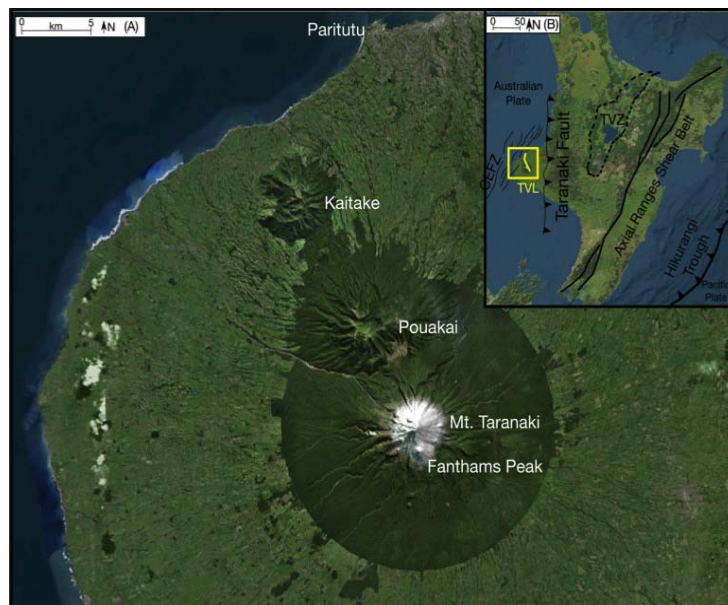 0 5 N (A)
km
Paritutu
Kaitake
Pouakai
Mt. Taranaki
Fanthams Peak
0 50 N (B)
Australian
Plate
Taranaki Fault
TVZ
CEFZ
TVL
Axial Ranges Shear Belt
Hikurangi
Trough
Pacific
Plate